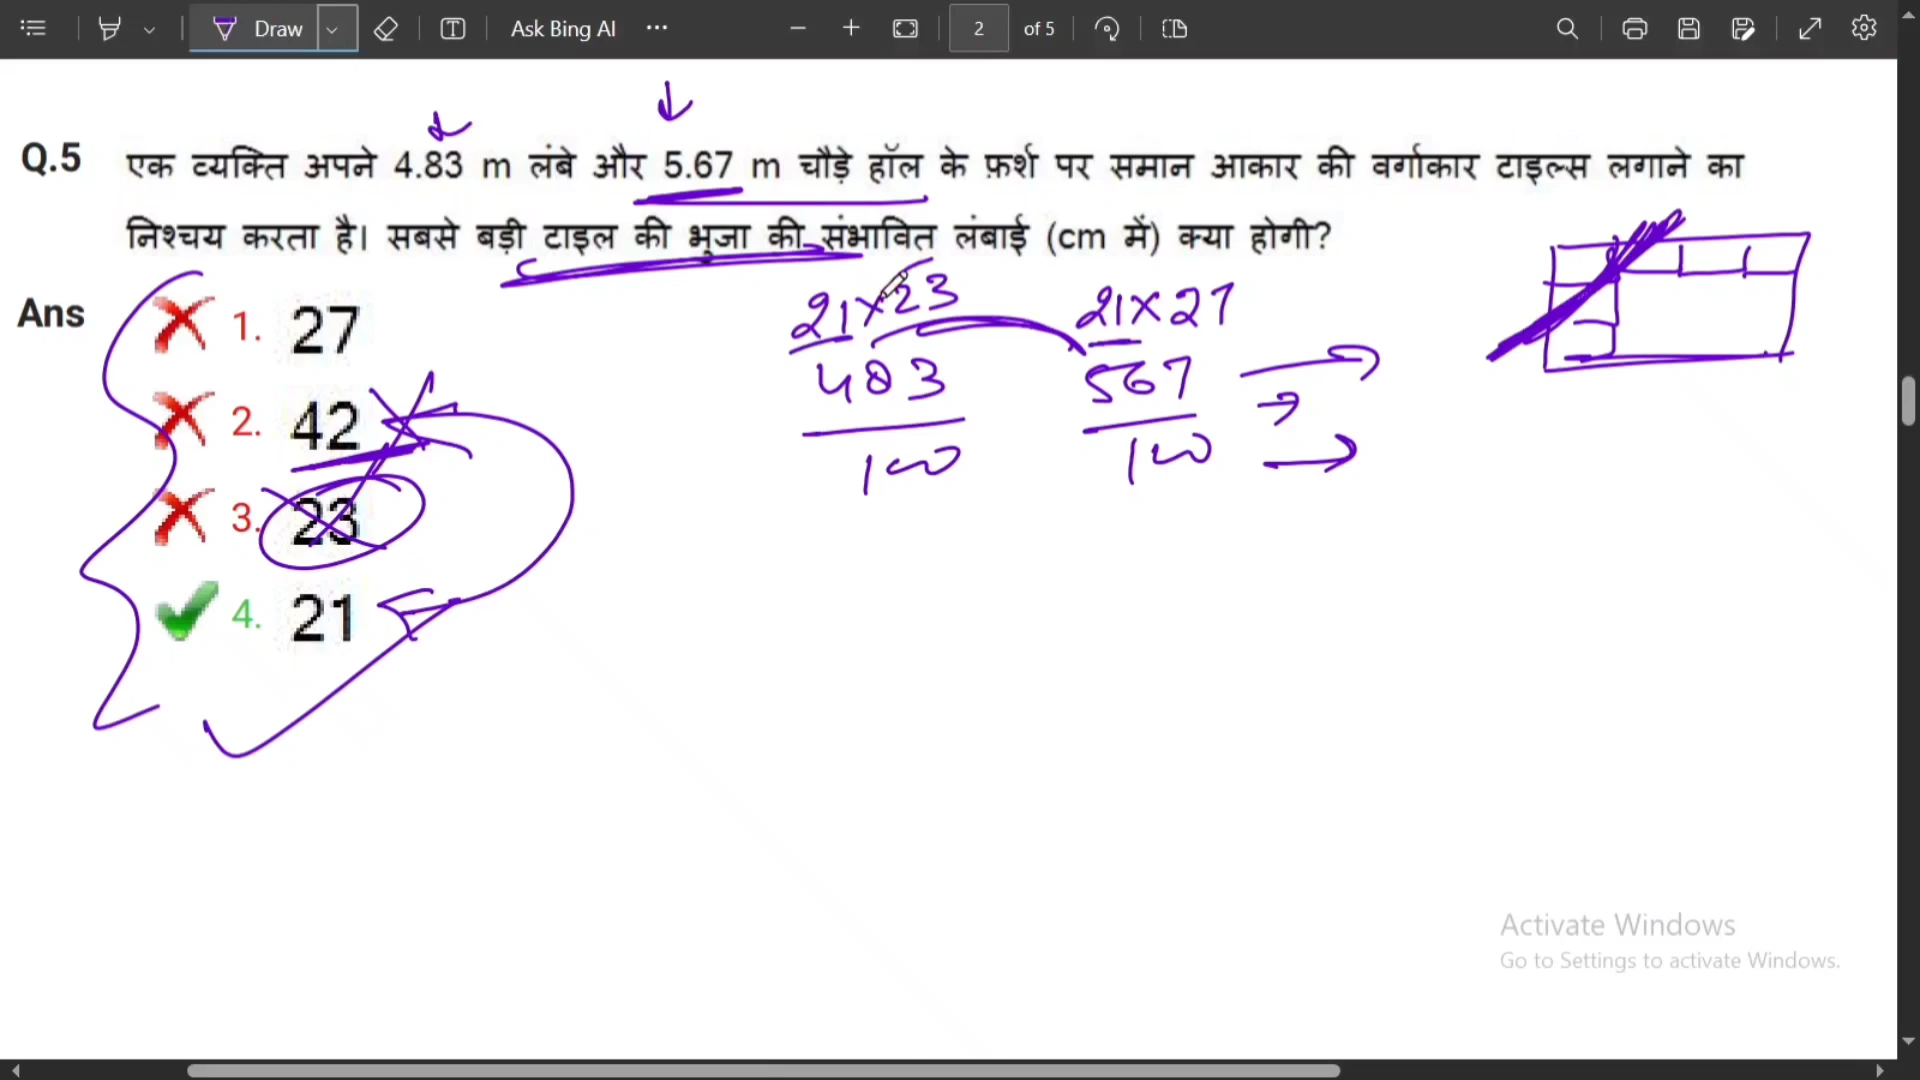 Draw
Ask Bing AI
2 of 5
Q.5 एक व्यक्ति अपने 4.83 m लंबे और 5.67 m चौड़े हॉल के फ़र्श पर समान आकार की वर्गाकार टाइल्स लगाने का
निश्चय करता है। सबसे बड़ी टाइल की भुजा की संभावित लंबाई (cm में) क्या होगी?
Ans
1. 27
2. 42
3. 23
4. 21
21×23
483
100
21×27
567
100
Activate Windows
Go to Settings to activate Windows.